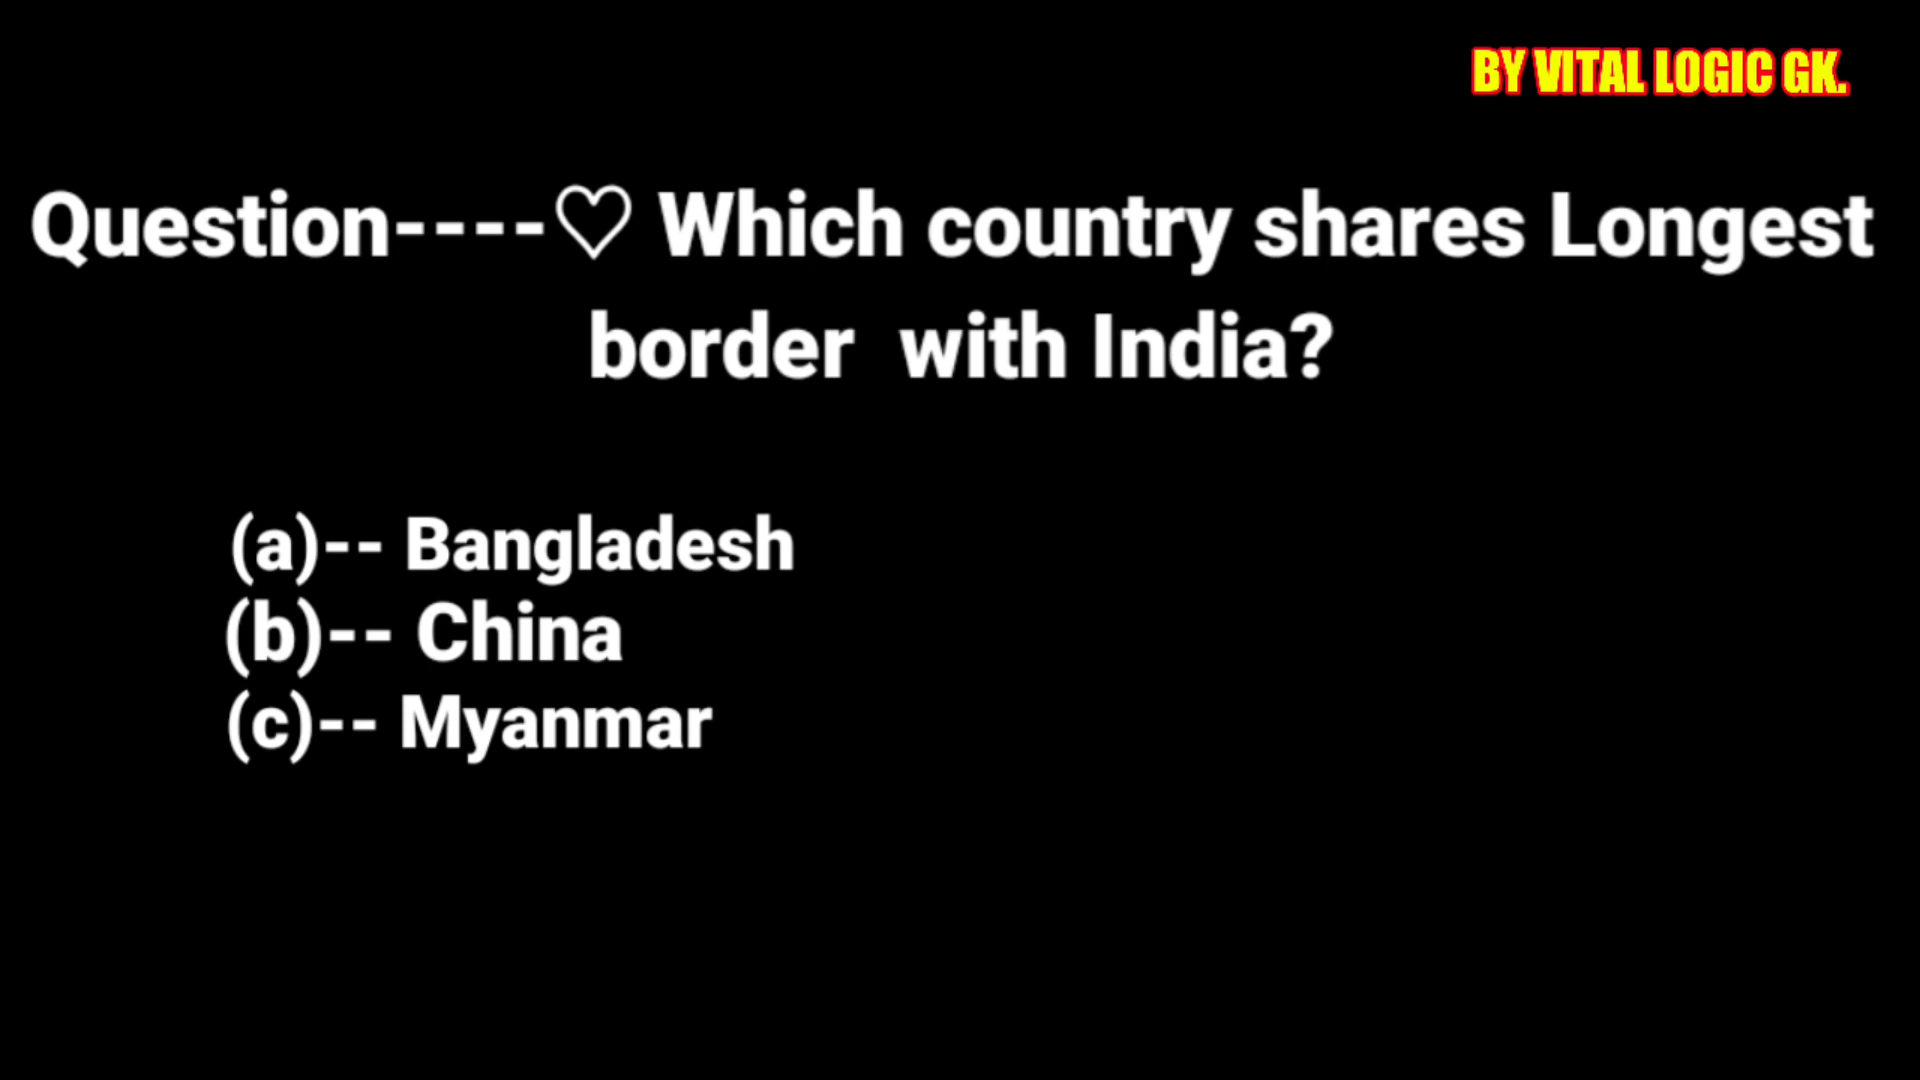 BY VITAL LOGIC GK.
Question----♡ Which country shares Longest
border  with India?
(a)-- Bangladesh
(b)-- China
(c)-- Myanmar